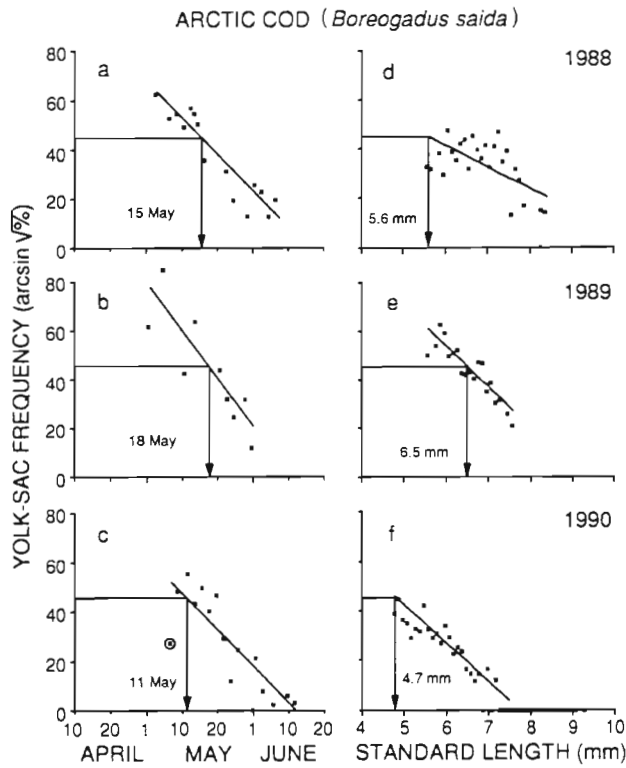 ARCTIC COD (Boreogadus saida)
YOLK-SAC FREQUENCY (arcsin √%)
a
80
60
40
20
0
15 May
d
1988
5.6 mm
b
80
60
40
20
0
18 May
e
1989
6.5 mm
c
80
60
40
20
0
11 May
f
1990
4.7 mm
10 20 1 10 20 1 10 20
APRIL MAY JUNE
4 5 6 7 8 9 10
STANDARD LENGTH (mm)